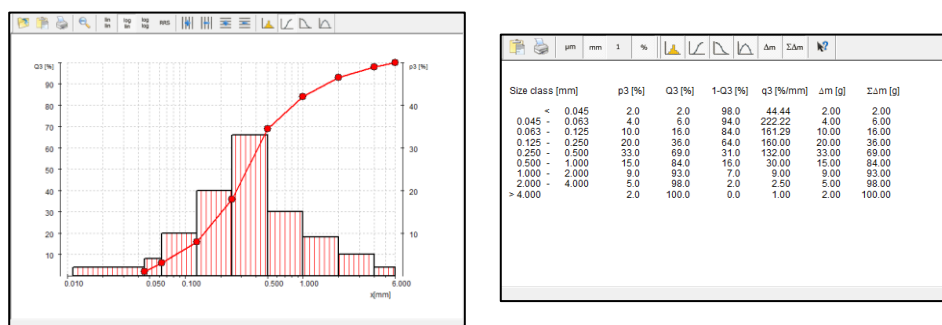 lin lin
log lin
log log
RRS
Q3 [%]
p3 [%]
90
80
70
60
50
40
30
20
10
40
30
20
10
0.010
0.050
0.100
0.500
1.000
6.000
x[mm]
µm mm 1 % Δm ΣΔm
Size class [mm] p3 [%] Q3 [%] 1-Q3 [%] q3 [%/mm] Δm [g] ΣΔm [g]
< 0.045 2.0 2.0 98.0 44.44 2.00 2.00
0.045 - 0.063 4.0 6.0 94.0 222.22 4.00 6.00
0.063 - 0.125 10.0 16.0 84.0 161.29 10.00 16.00
0.125 - 0.250 20.0 36.0 64.0 160.00 20.00 36.00
0.250 - 0.500 33.0 69.0 31.0 132.00 33.00 69.00
0.500 - 1.000 15.0 84.0 16.0 30.00 15.00 84.00
1.000 - 2.000 9.0 93.0 7.0 9.00 9.00 93.00
2.000 - 4.000 5.0 98.0 2.0 2.50 5.00 98.00
> 4.000 2.0 100.0 0.0 1.00 2.00 100.00